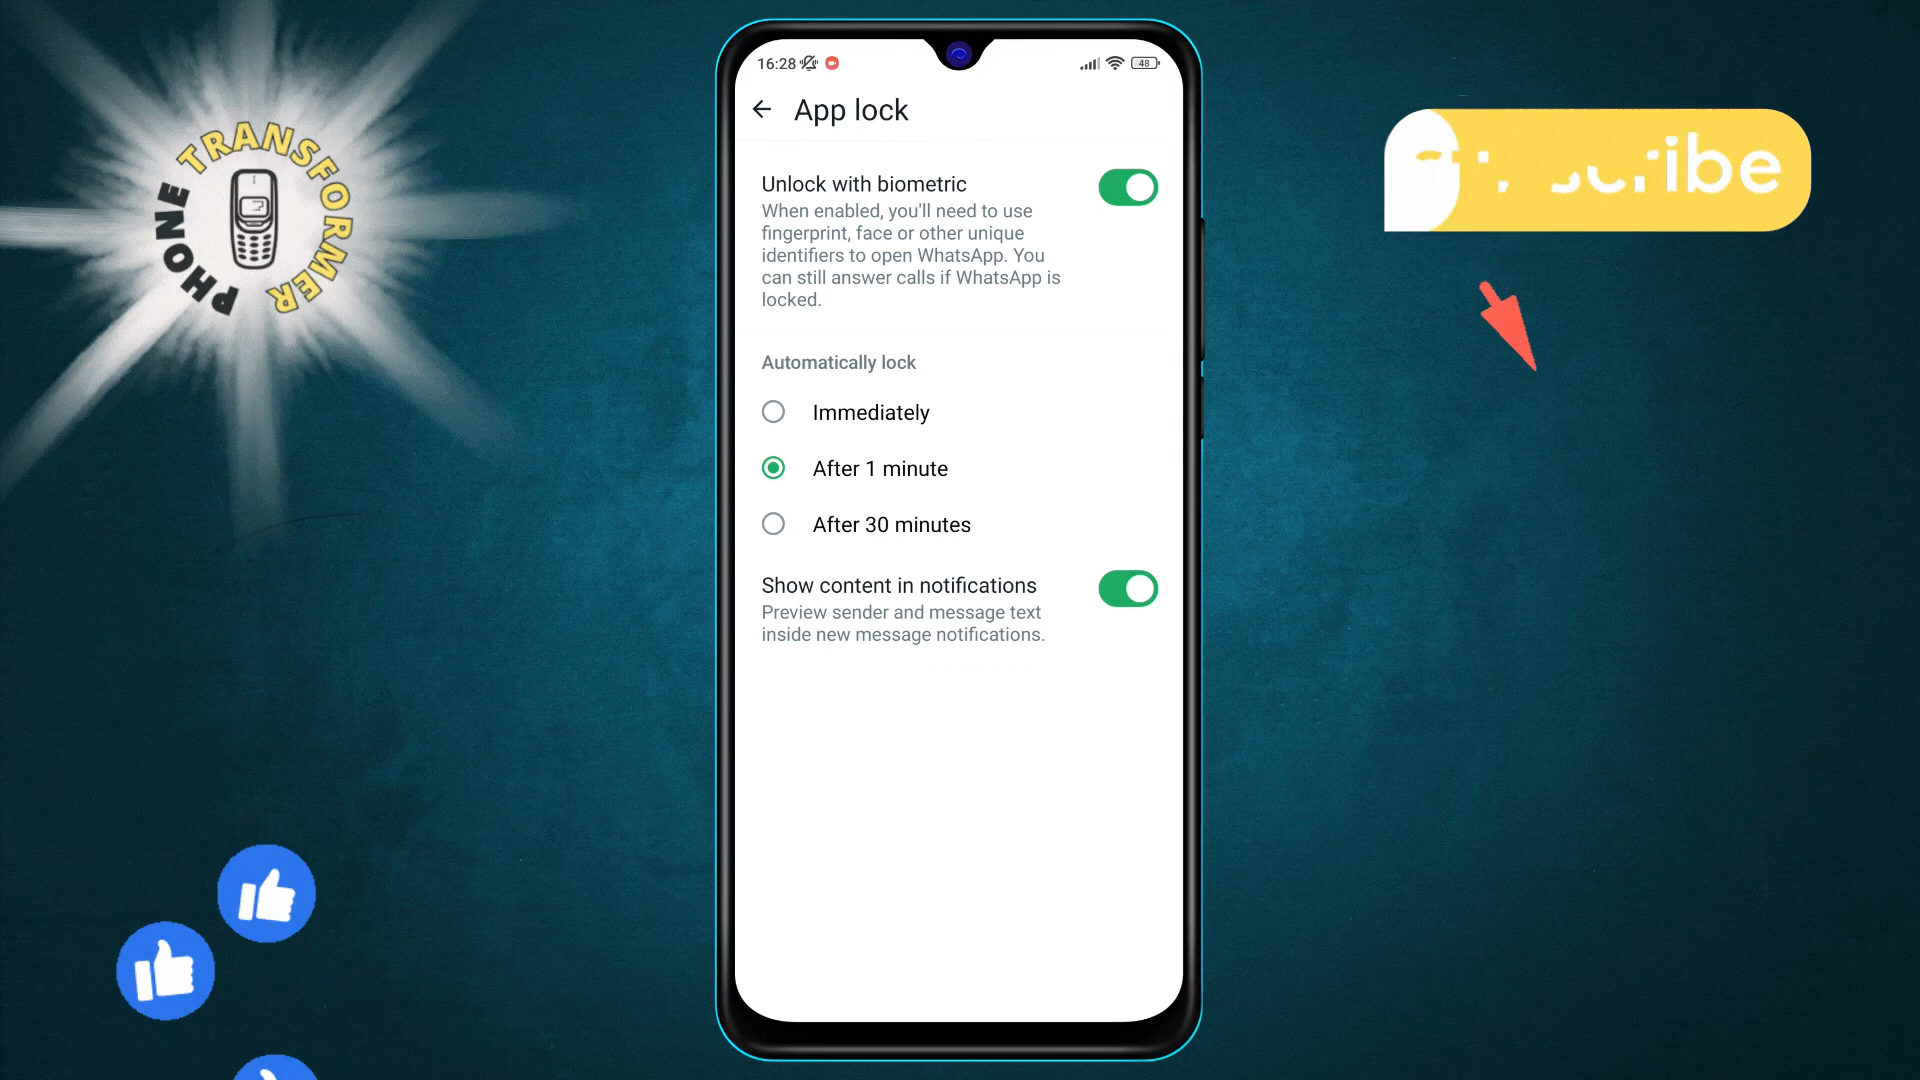 PHONE TRANSFORMER
16:28
48
App lock
Unlock with biometric
When enabled, you'll need to use
fingerprint, face or other unique
identifiers to open WhatsApp. You
can still answer calls if WhatsApp is
locked.
Automatically lock
Immediately
After 1 minute
After 30 minutes
Show content in notifications
Preview sender and message text
inside new message notifications.